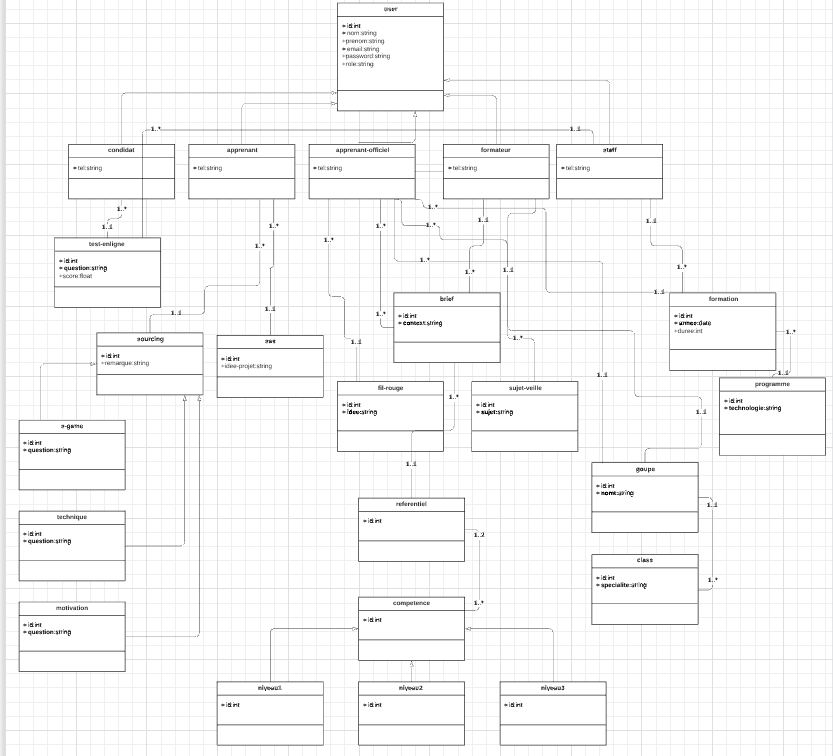 user
+ id:int
+ nom:string
+prenom:string
+ email:string
+password:string
+role:string
1..*
1..1
condidat
+ tel:string
apprenant
+ tel:string
apprenant-officiel
+ tel:string
formateur
+ tel:string
staff
+ tel:string
1..*
1..1
1..*
1..*
1..*
1..*
1..*
1..1
1..1
test-enligne
+ id:int
+ question:string
+score:float
1..*
1..*
1..1
1..*
1..1
1..1
1..1
1..*
1..1
brief
+ id:int
+ context:string
formation
+ id:int
+ annee:date
+duree:int
1..*
1..1
sourcing
+ id:int
+remarque:string
sas
+ id:int
+idee-projet:string
1..1
1..*
1..1
fil-rouge
+ id:int
+ idee:string
sujet-veille
+ id:int
+ sujet:string
programme
+ id:int
+ technologie:string
1..*
1..1
1..1
s-game
+ id:int
+ question:string
goupe
+ id:int
+ nom:string
referentiel
+ id:int
1..1
technique
+ id:int
+ question:string
1..2
class
+ id:int
+ specialite:string
1..*
motivation
+ id:int
+ question:string
competence
+ id:int
1..*
niveau1
+ id:int
niveau2
+ id:int
niveau3
+ id:int